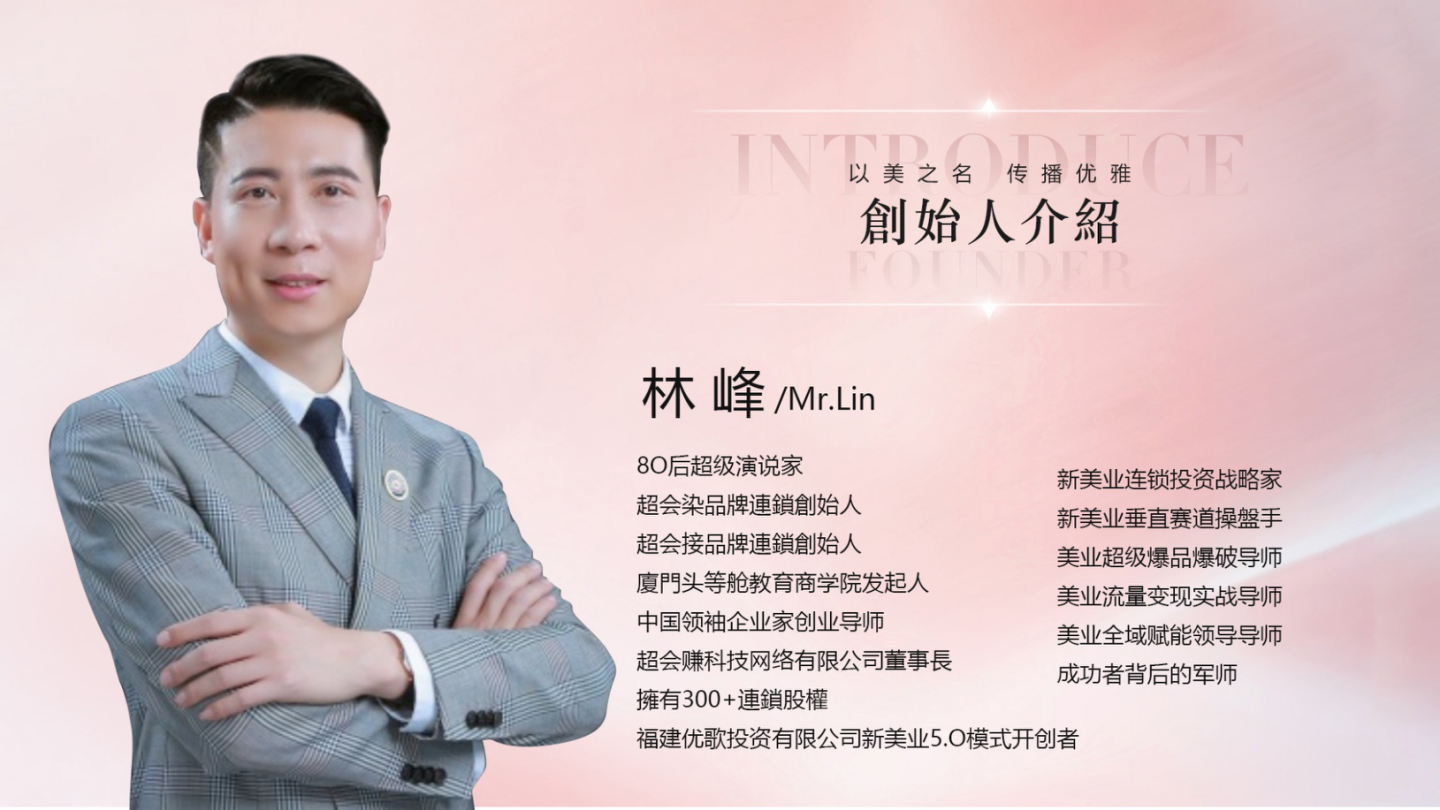 INTRODUCE
以美之名 传播优雅
創始人介紹
FOUNDER
林峰/Mr.Lin
8O后超级演说家
超会染品牌連鎖創始人
超会接品牌連鎖創始人
廈門头等舱教育商学院发起人
中国领袖企业家创业导师
超会赚科技网络有限公司董事長
擁有300+連鎖股權
福建优歌投资有限公司新美业5.O模式开创者
新美业连锁投资战略家
新美业垂直赛道操盤手
美业超级爆品爆破导师
美业流量变现实战导师
美业全域赋能领导导师
成功者背后的军师